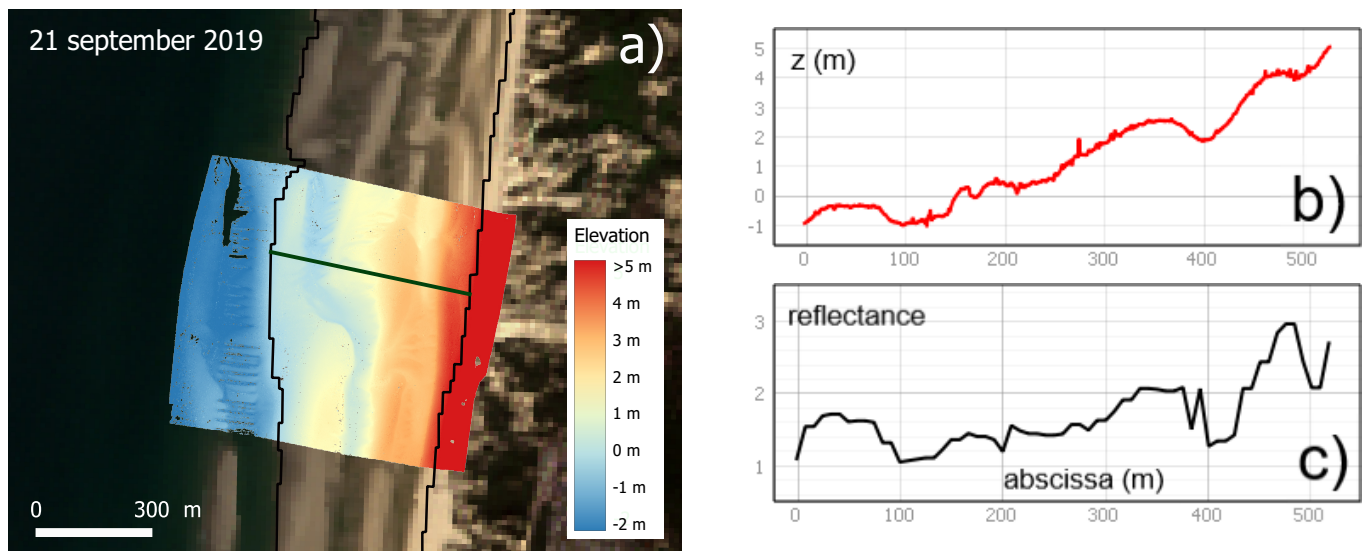 21 september 2019
a)
Elevation
>5 m
4 m
3 m
2 m
1 m
0 m
-1 m
-2 m
0 300 m
z (m)
5
4
3
2
1
0
-1
b)
0 100 200 300 400 500
reflectance
3
2
1
c)
abscissa (m)
0 100 200 300 400 500